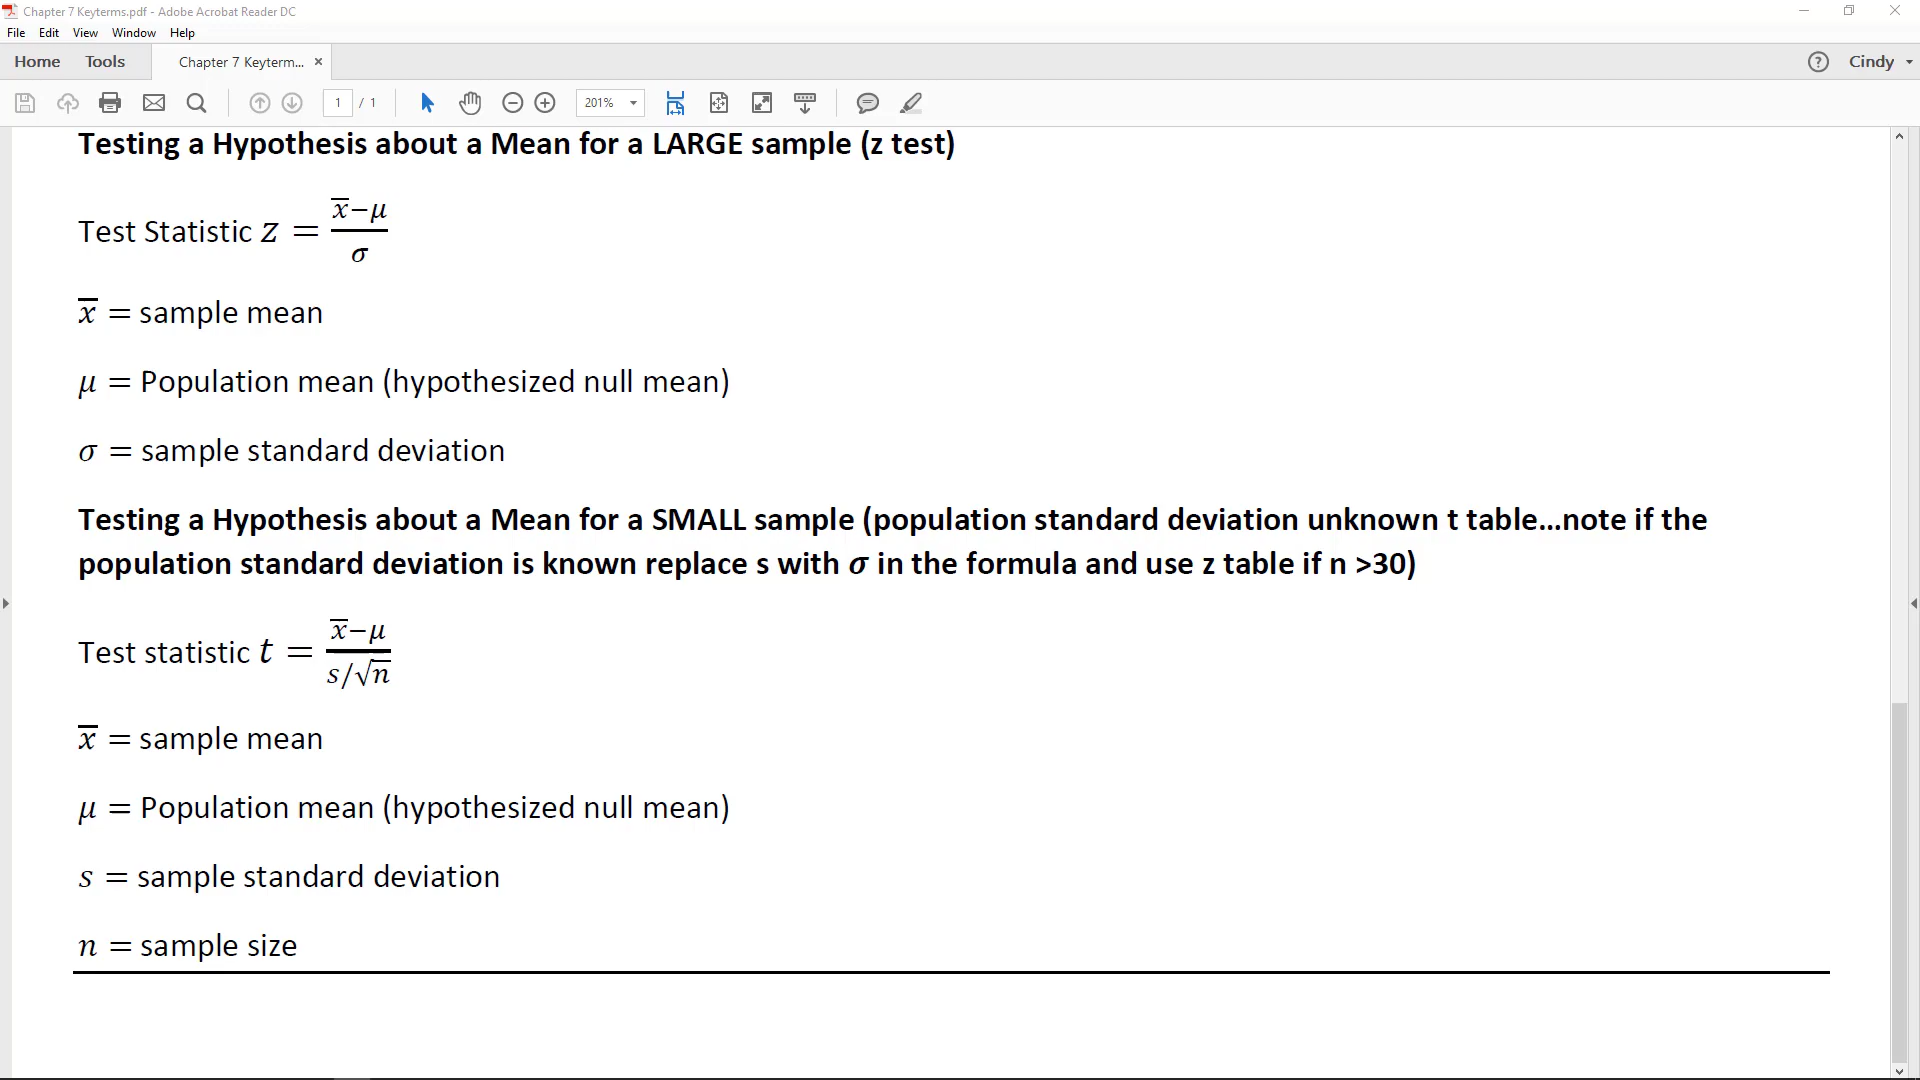 Chapter 7 Keyterms.pdf - Adobe Acrobat Reader DC
File Edit View Window Help
Home Tools Chapter 7 Keyterm... × ? Cindy
1 / 1 201%
Testing a Hypothesis about a Mean for a LARGE sample (z test)
Test Statistic z = (x̅−μ)/σ
x̅ = sample mean
μ = Population mean (hypothesized null mean)
σ = sample standard deviation
Testing a Hypothesis about a Mean for a SMALL sample (population standard deviation unknown t table...note if the
population standard deviation is known replace s with σ in the formula and use z table if n >30)
Test statistic t = (x̅−μ)/(s/√n)
x̅ = sample mean
μ = Population mean (hypothesized null mean)
s = sample standard deviation
n = sample size